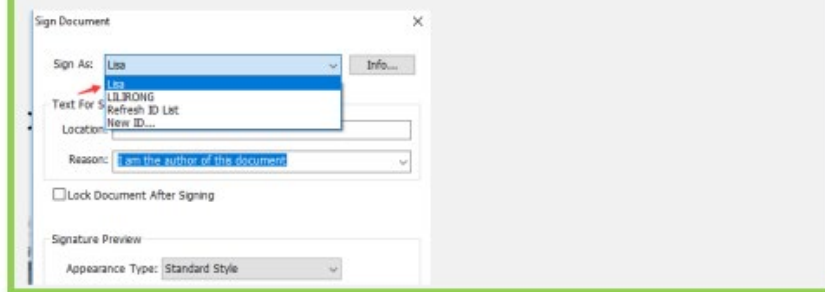 Sign Document
Sign As: Lisa Info...
Lisa
LILIRONG
Text For S
Refresh ID List
New ID...
Location:
Reason: I am the author of this document
Lock Document After Signing
Signature Preview
Appearance Type: Standard Style